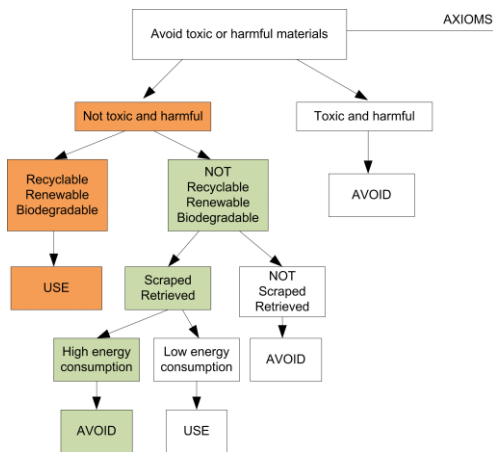 AXIOMS
Avoid toxic or harmful materials
Not toxic and harmful
Toxic and harmful
Recyclable
Renewable
Biodegradable
NOT
Recyclable
Renewable
Biodegradable
AVOID
USE
Scraped
Retrieved
NOT
Scraped
Retrieved
High energy
consumption
Low energy
consumption
AVOID
AVOID
USE